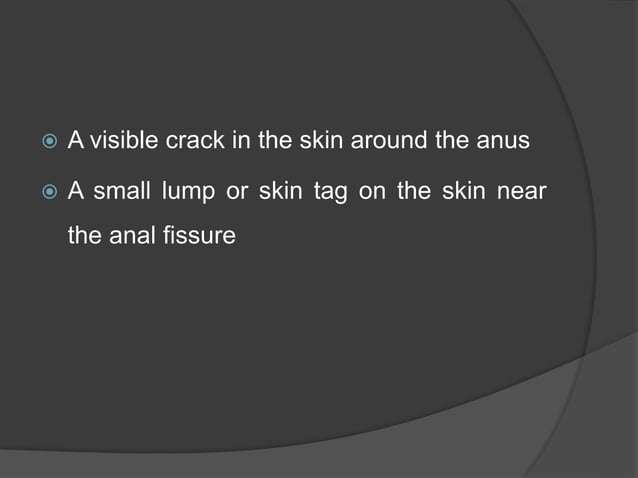 A visible crack in the skin around the anus
A small lump or skin tag on the skin near
the anal fissure